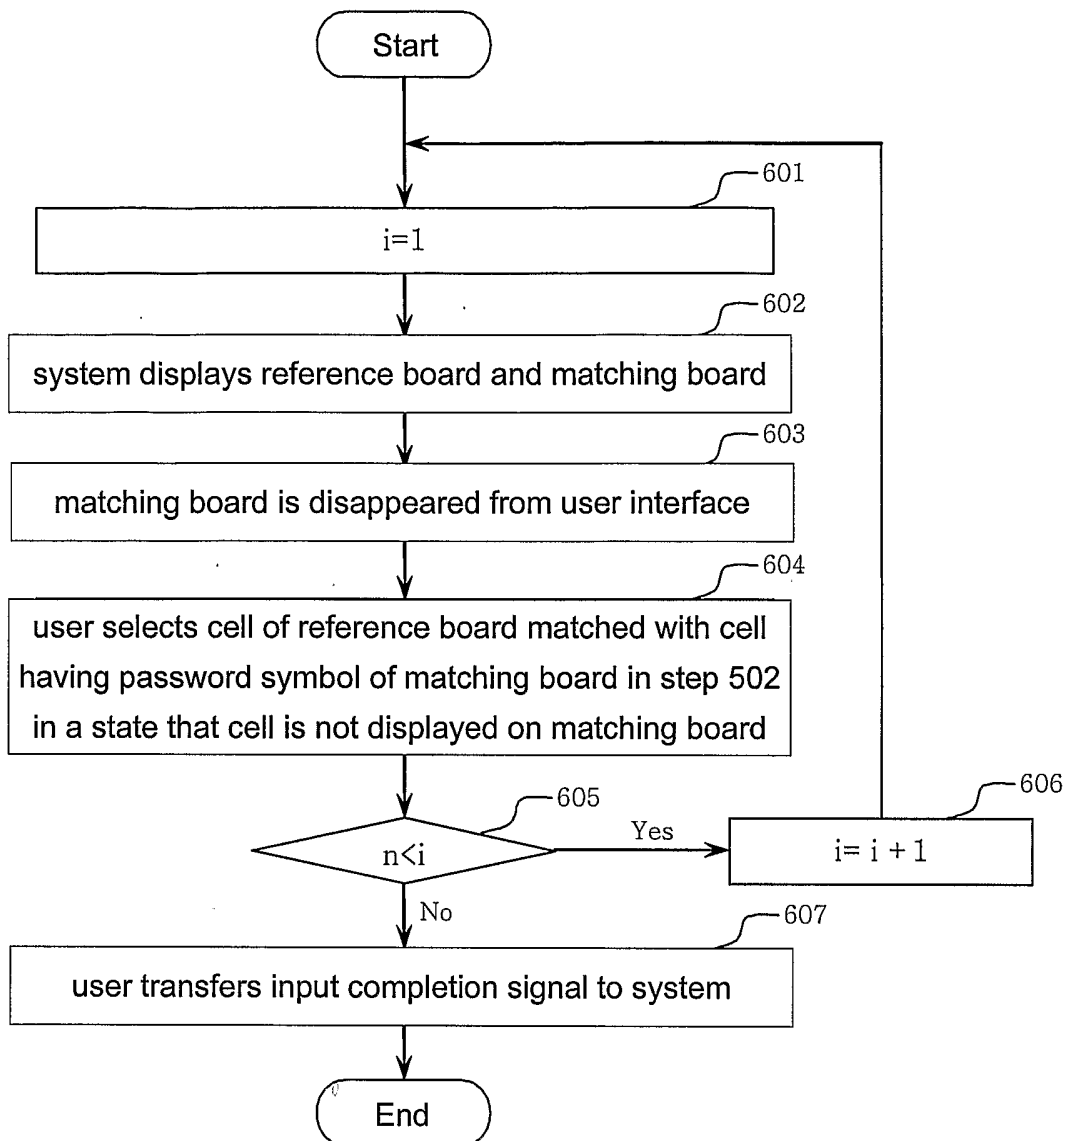 Start
601
i=1
602
system displays reference board and matching board
603
matching board is disappeared from user interface
604
user selects cell of reference board matched with cell
having password symbol of matching board in step 502
in a state that cell is not displayed on matching board
605
n<i
Yes
606
i= i + 1
No
607
user transfers input completion signal to system
End